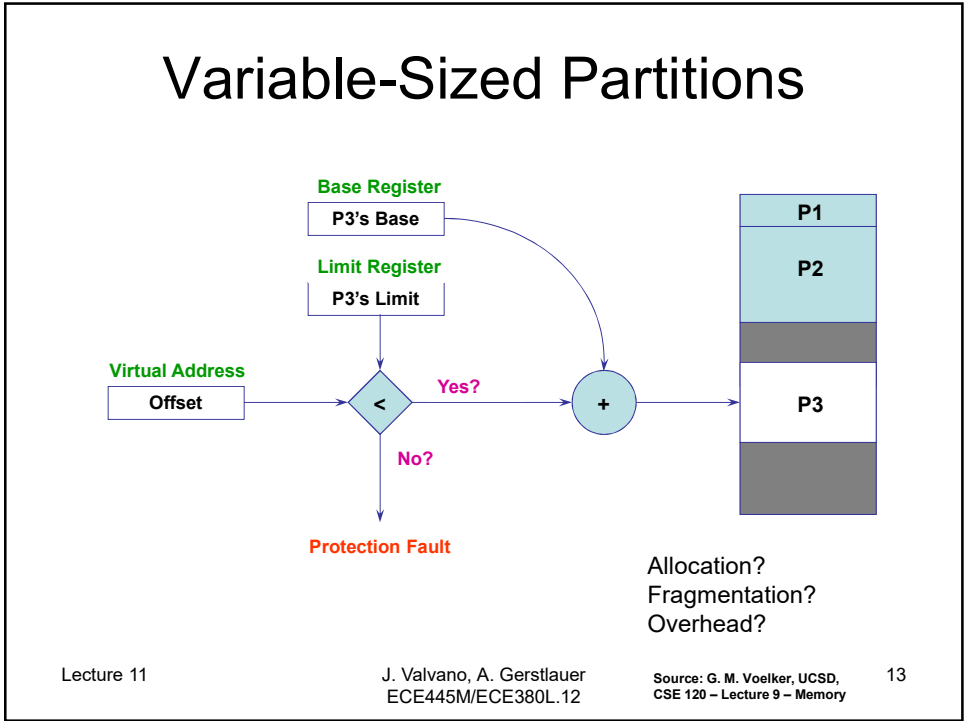 Variable-Sized Partitions
Base Register
P3's Base
Limit Register
P3's Limit
Virtual Address
Offset
<
Yes?
+
No?
Protection Fault
P1
P2
P3
Allocation?
Fragmentation?
Overhead?
Lecture 11
J. Valvano, A. Gerstlauer
ECE445M/ECE380L.12
Source: G. M. Voelker, UCSD,
CSE 120 – Lecture 9 – Memory
13